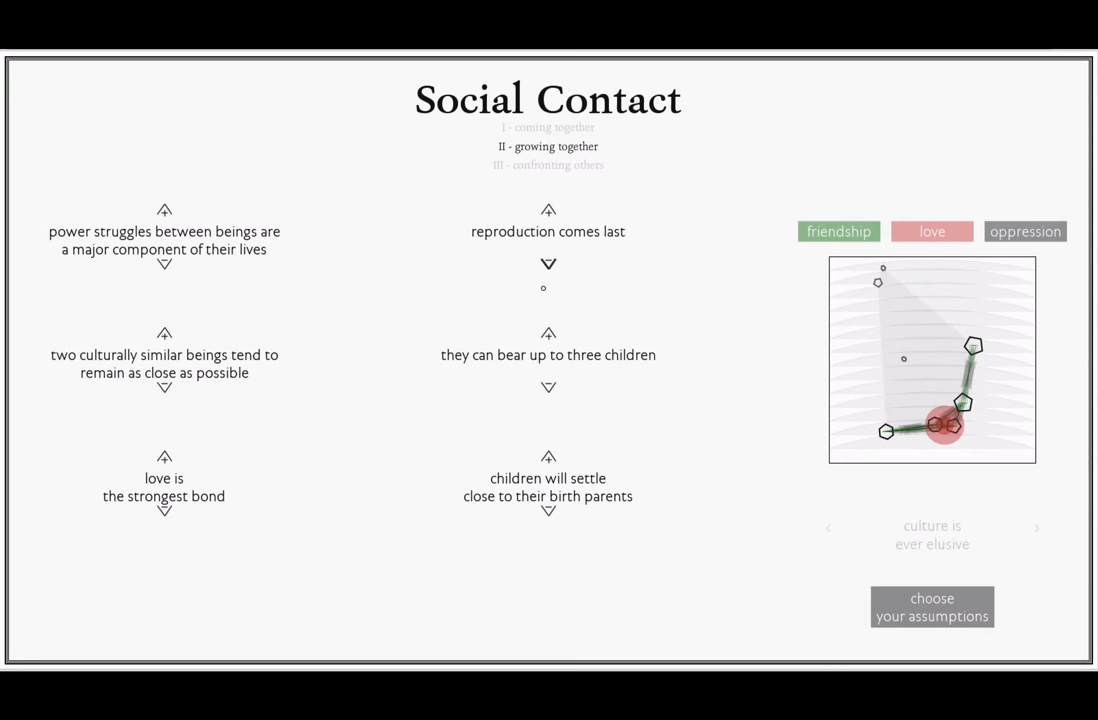 Social Contact
I - coming together
II - growing together
III - confronting others
power struggles between beings are
a major component of their lives
two culturally similar beings tend to
remain as close as possible
love is
the strongest bond
reproduction comes last
they can bear up to three children
children will settle
close to their birth parents
friendship
love
oppression
culture is
ever elusive
choose
your assumptions